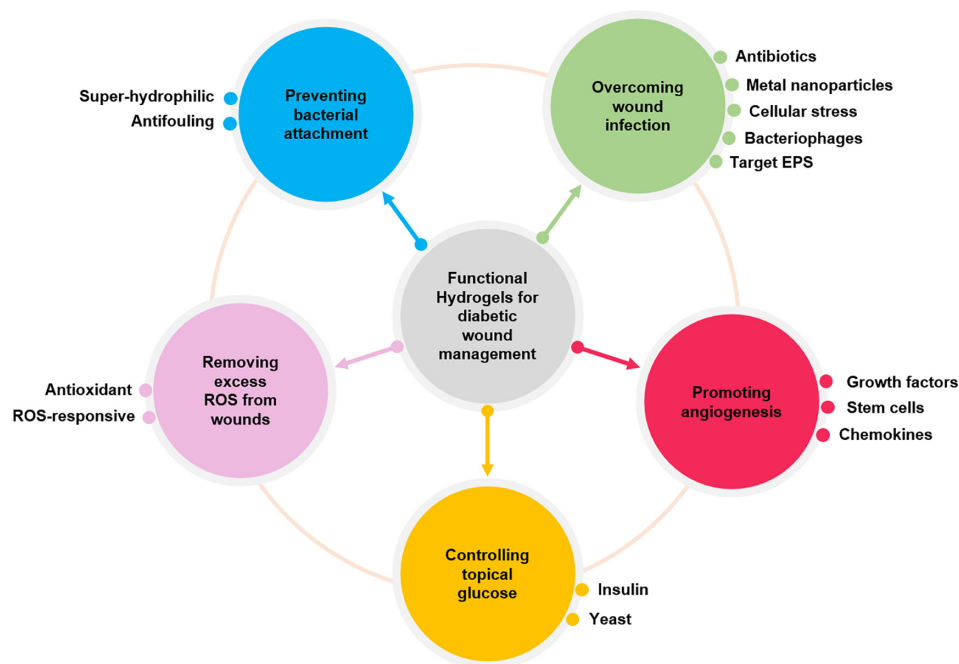 Super-hydrophilic
Antifouling
Preventing
bacterial
attachment
Overcoming
wound
infection
Antibiotics
Metal nanoparticles
Cellular stress
Bacteriophages
Target EPS
Functional
Hydrogels for
diabetic
wound
management
Antioxidant
ROS-responsive
Removing
excess
ROS from
wounds
Promoting
angiogenesis
Growth factors
Stem cells
Chemokines
Controlling
topical
glucose
Insulin
Yeast